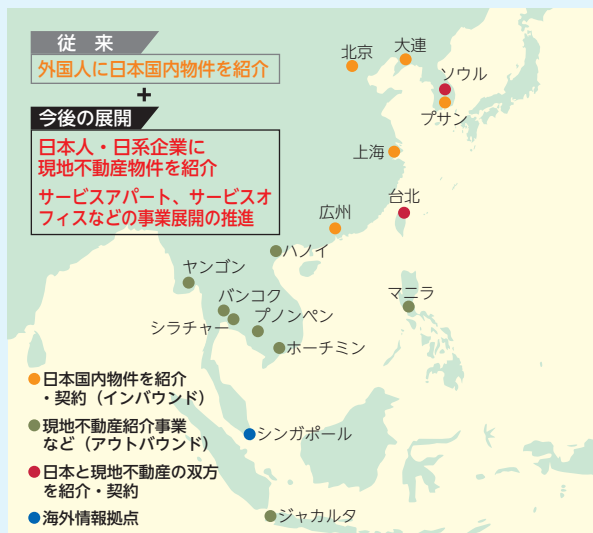 従　来
外国人に日本国内物件を紹介
+
今後の展開
日本人・日系企業に
現地不動産物件を紹介
サービスアパート、サービスオ
フィスなどの事業展開の推進
北京
大連
ソウル
プサン
上海
台北
広州
ハノイ
ヤンゴン
バンコク
マニラ
プノンペン
シラチャー
ホーチミン
シンガポール
ジャカルタ
日本国内物件を紹介
・契約（インバウンド）
現地不動産紹介事業
など（アウトバウンド）
日本と現地不動産の双方
を紹介・契約
海外情報拠点